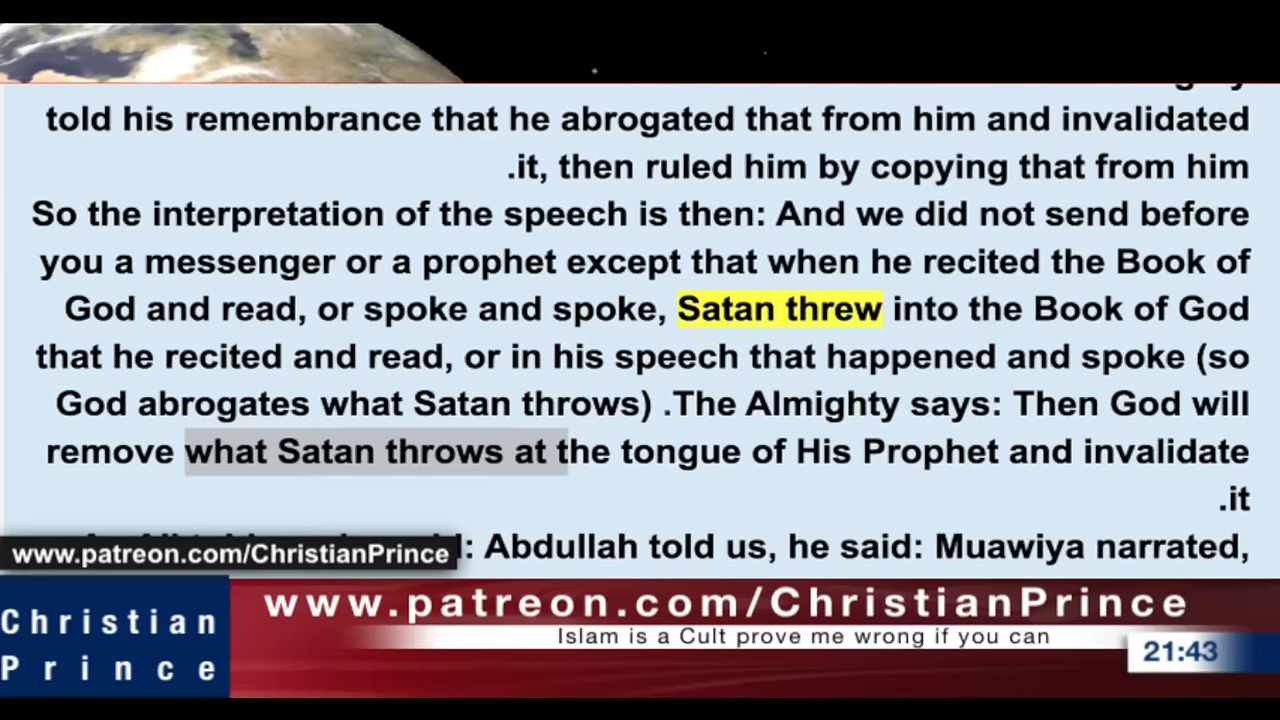 told his remembrance that he abrogated that from him and invalidated
.it, then ruled him by copying that from him
So the interpretation of the speech is then: And we did not send before
you a messenger or a prophet except that when he recited the Book of
God and read, or spoke and spoke, Satan threw into the Book of God
that he recited and read, or in his speech that happened and spoke (so
God abrogates what Satan throws) .The Almighty says: Then God will
remove what Satan throws at the tongue of His Prophet and invalidate
.it
: Abdullah told us, he said: Muawiya narrated,
www.patreon.com/ChristianPrince
www.patreon.com/ChristianPrince
Islam is a Cult prove me wrong if you can
Christian
Prince
21:43